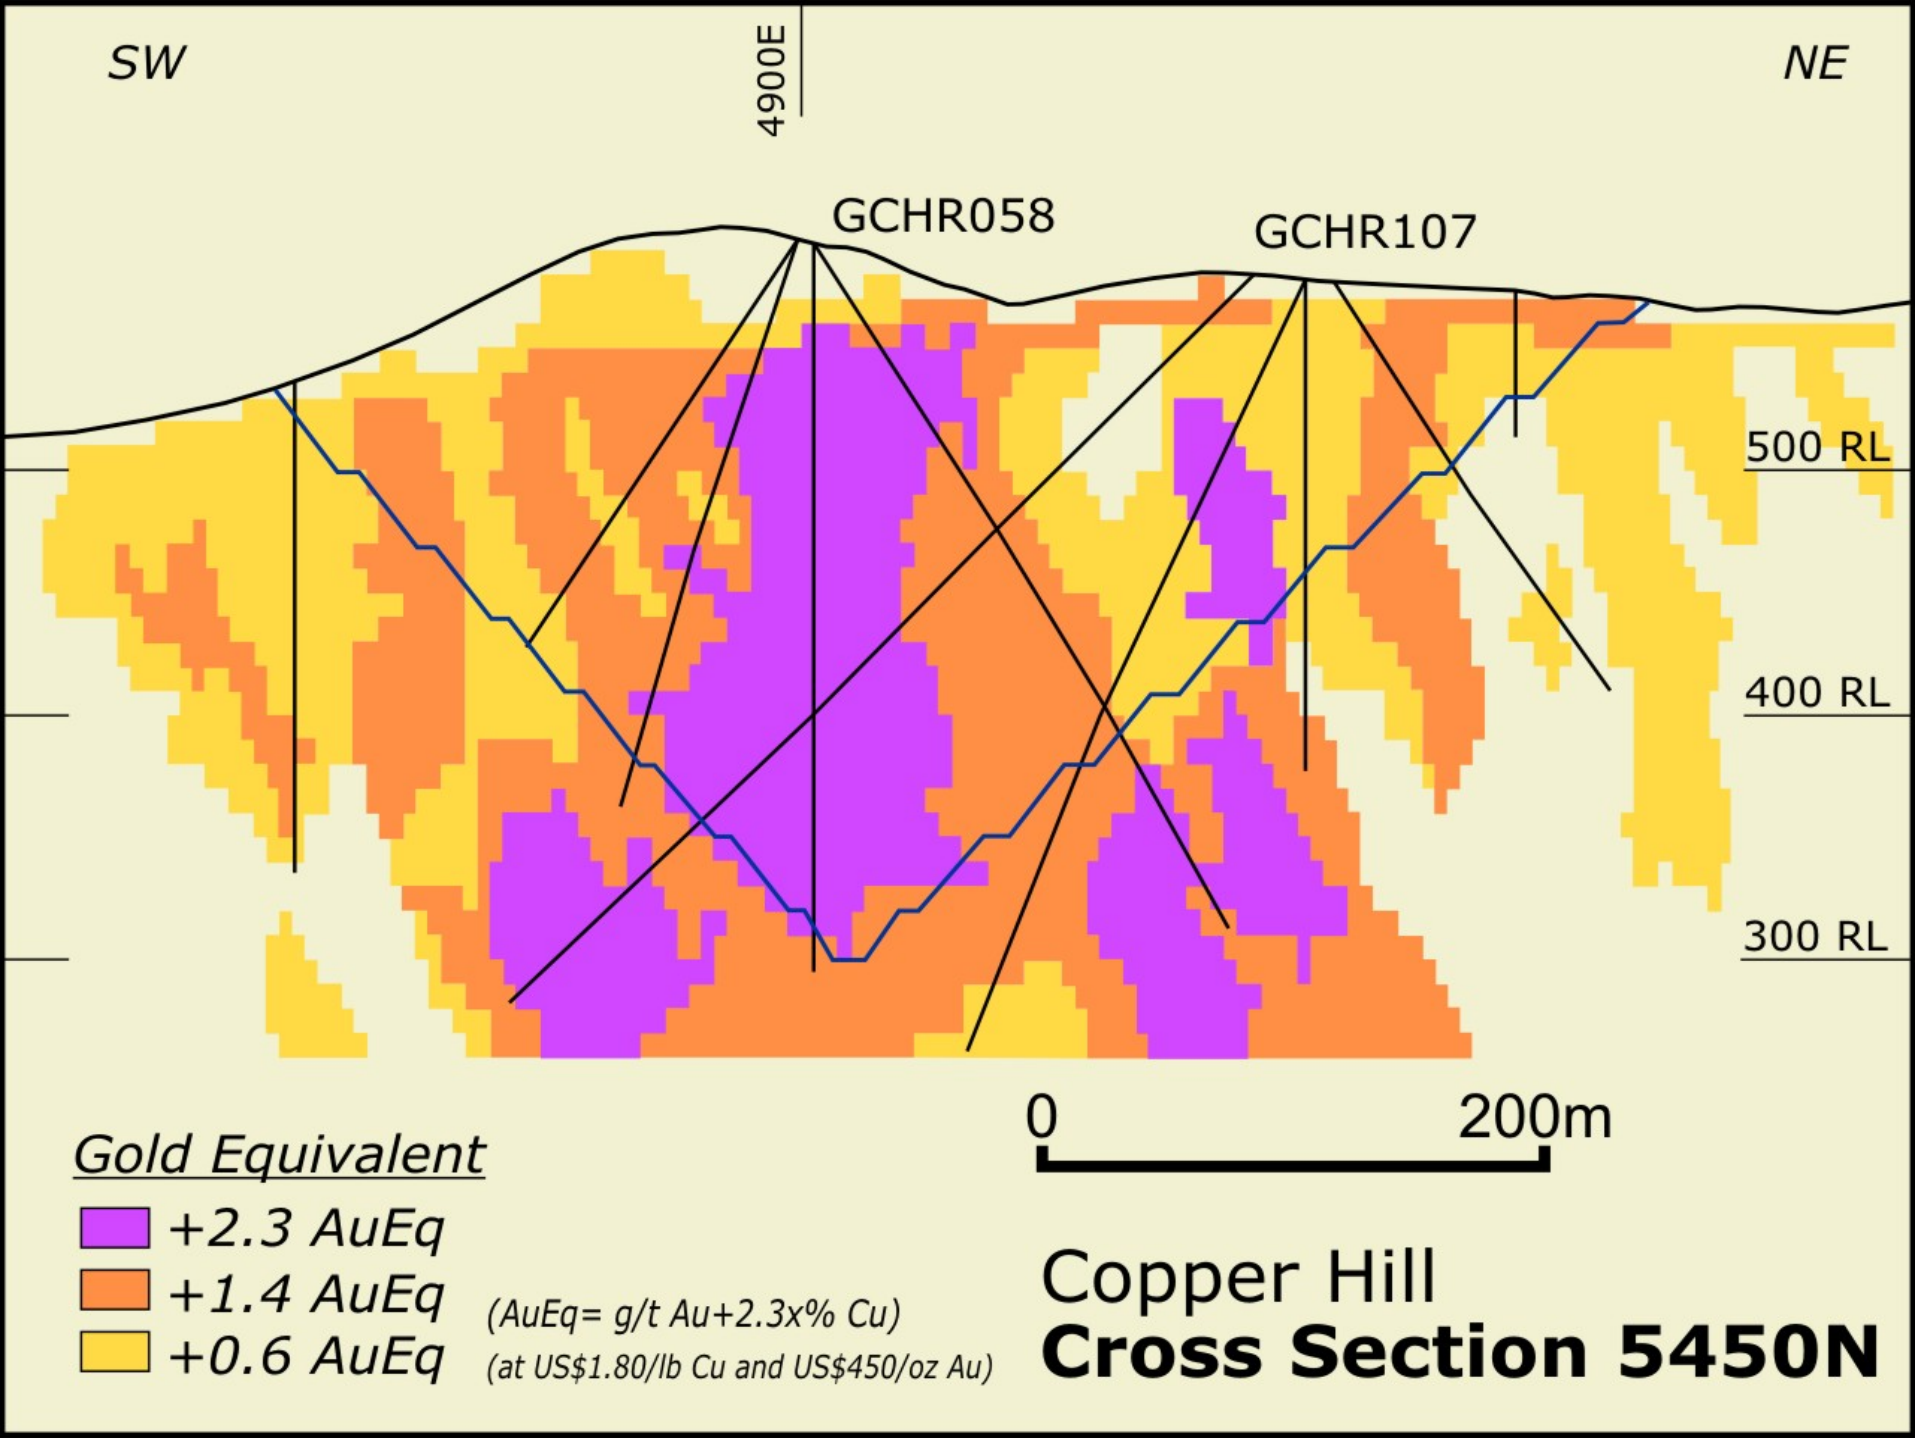 SW
4900E
NE
GCHR058
GCHR107
500 RL
400 RL
300 RL
0
200m
Gold Equivalent
+2.3 AuEq
+1.4 AuEq
+0.6 AuEq
(AuEq= g/t Au+2.3x% Cu)
(at US$1.80/lb Cu and US$450/oz Au)
Copper Hill
Cross Section 5450N